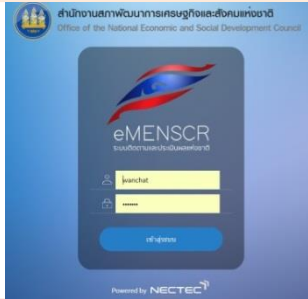 สำนักงานสภาพัฒนาการเศรษฐกิจและสังคมแห่งชาติ
Office of the National Economic and Social Development Council
eMENSCR
ระบบติดตามและประเมินผลแห่งชาติ
wanchat
•••••••
เข้าสู่ระบบ
Powered by NECTEC